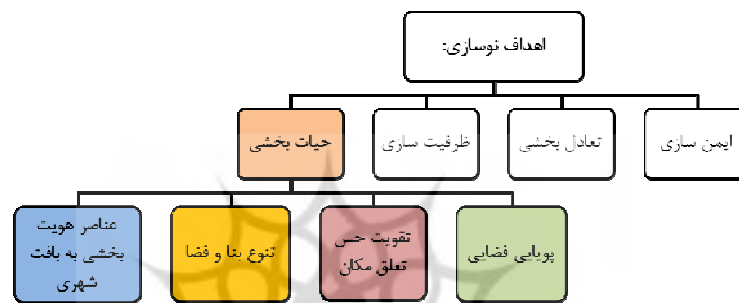 اهداف نوسازی:
ایمن سازی
تعادل بخشی
ظرفیت سازی
حیات بخشی
پویایی فضایی
تقویت حس
تعلق مکان
تنوع بنا و فضا
عناصر هویت
بخشی به بافت
شهری